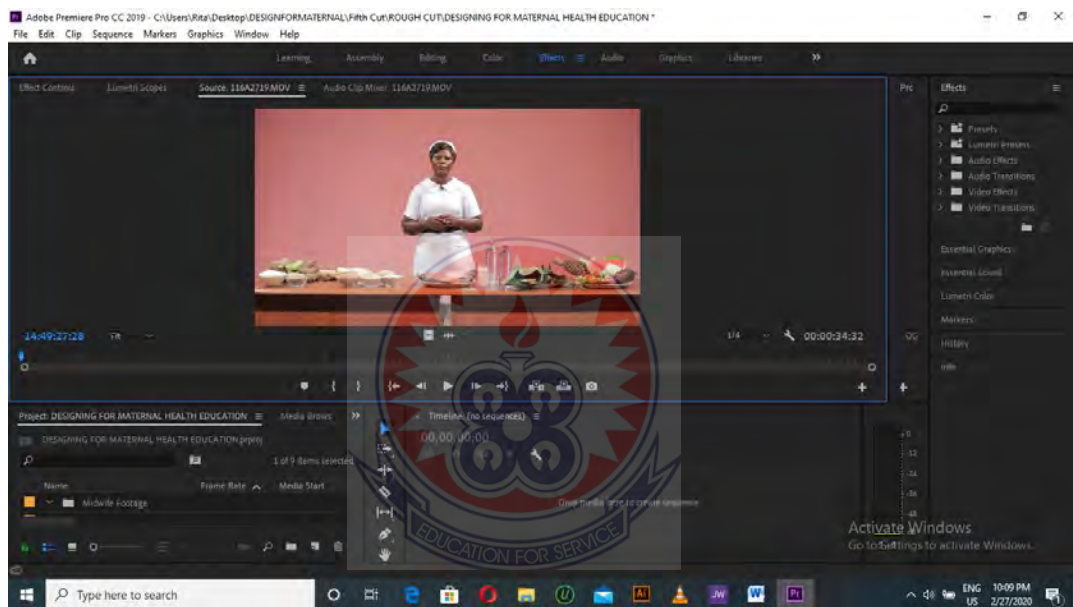 Adobe Premiere Pro CC 2019 - C:\Users\Rita\Desktop\DESIGNFORMATERNAL\Fifth Cut\ROUGH CUT\DESIGNING FOR MATERNAL HEALTH EDUCATION *
File Edit Clip Sequence Markers Graphics Window Help
Learning Assembly Editing Color Effects Audio Graphics Libraries
Effect Controls Lumetri Scopes Source: 116A2719.MOV Audio Clip Mixer: 116A2719.MOV
Effects
Presets
Lumetri Presets
Audio Effects
Audio Transitions
Video Effects
Video Transitions
Essential Graphics
Essential Sound
Lumetri Color
Markers
History
Info
14:49:27:28 Fit 1/4 00:00:34:32
Project: DESIGNING FOR MATERNAL HEALTH EDUCATION Media Brows
DESIGNING FOR MATERNAL HEALTH EDUCATION.prproj
1 of 9 items selected
Name Frame Rate Media Start
Midwife Footage
Timeline: (no sequences)
00;00;00;00
Drop media here to create sequence.
EDUCATION FOR SERVICE
Activate Windows
Go to Settings to activate Windows.
Type here to search
ENG 10:09 PM
US 2/27/2020